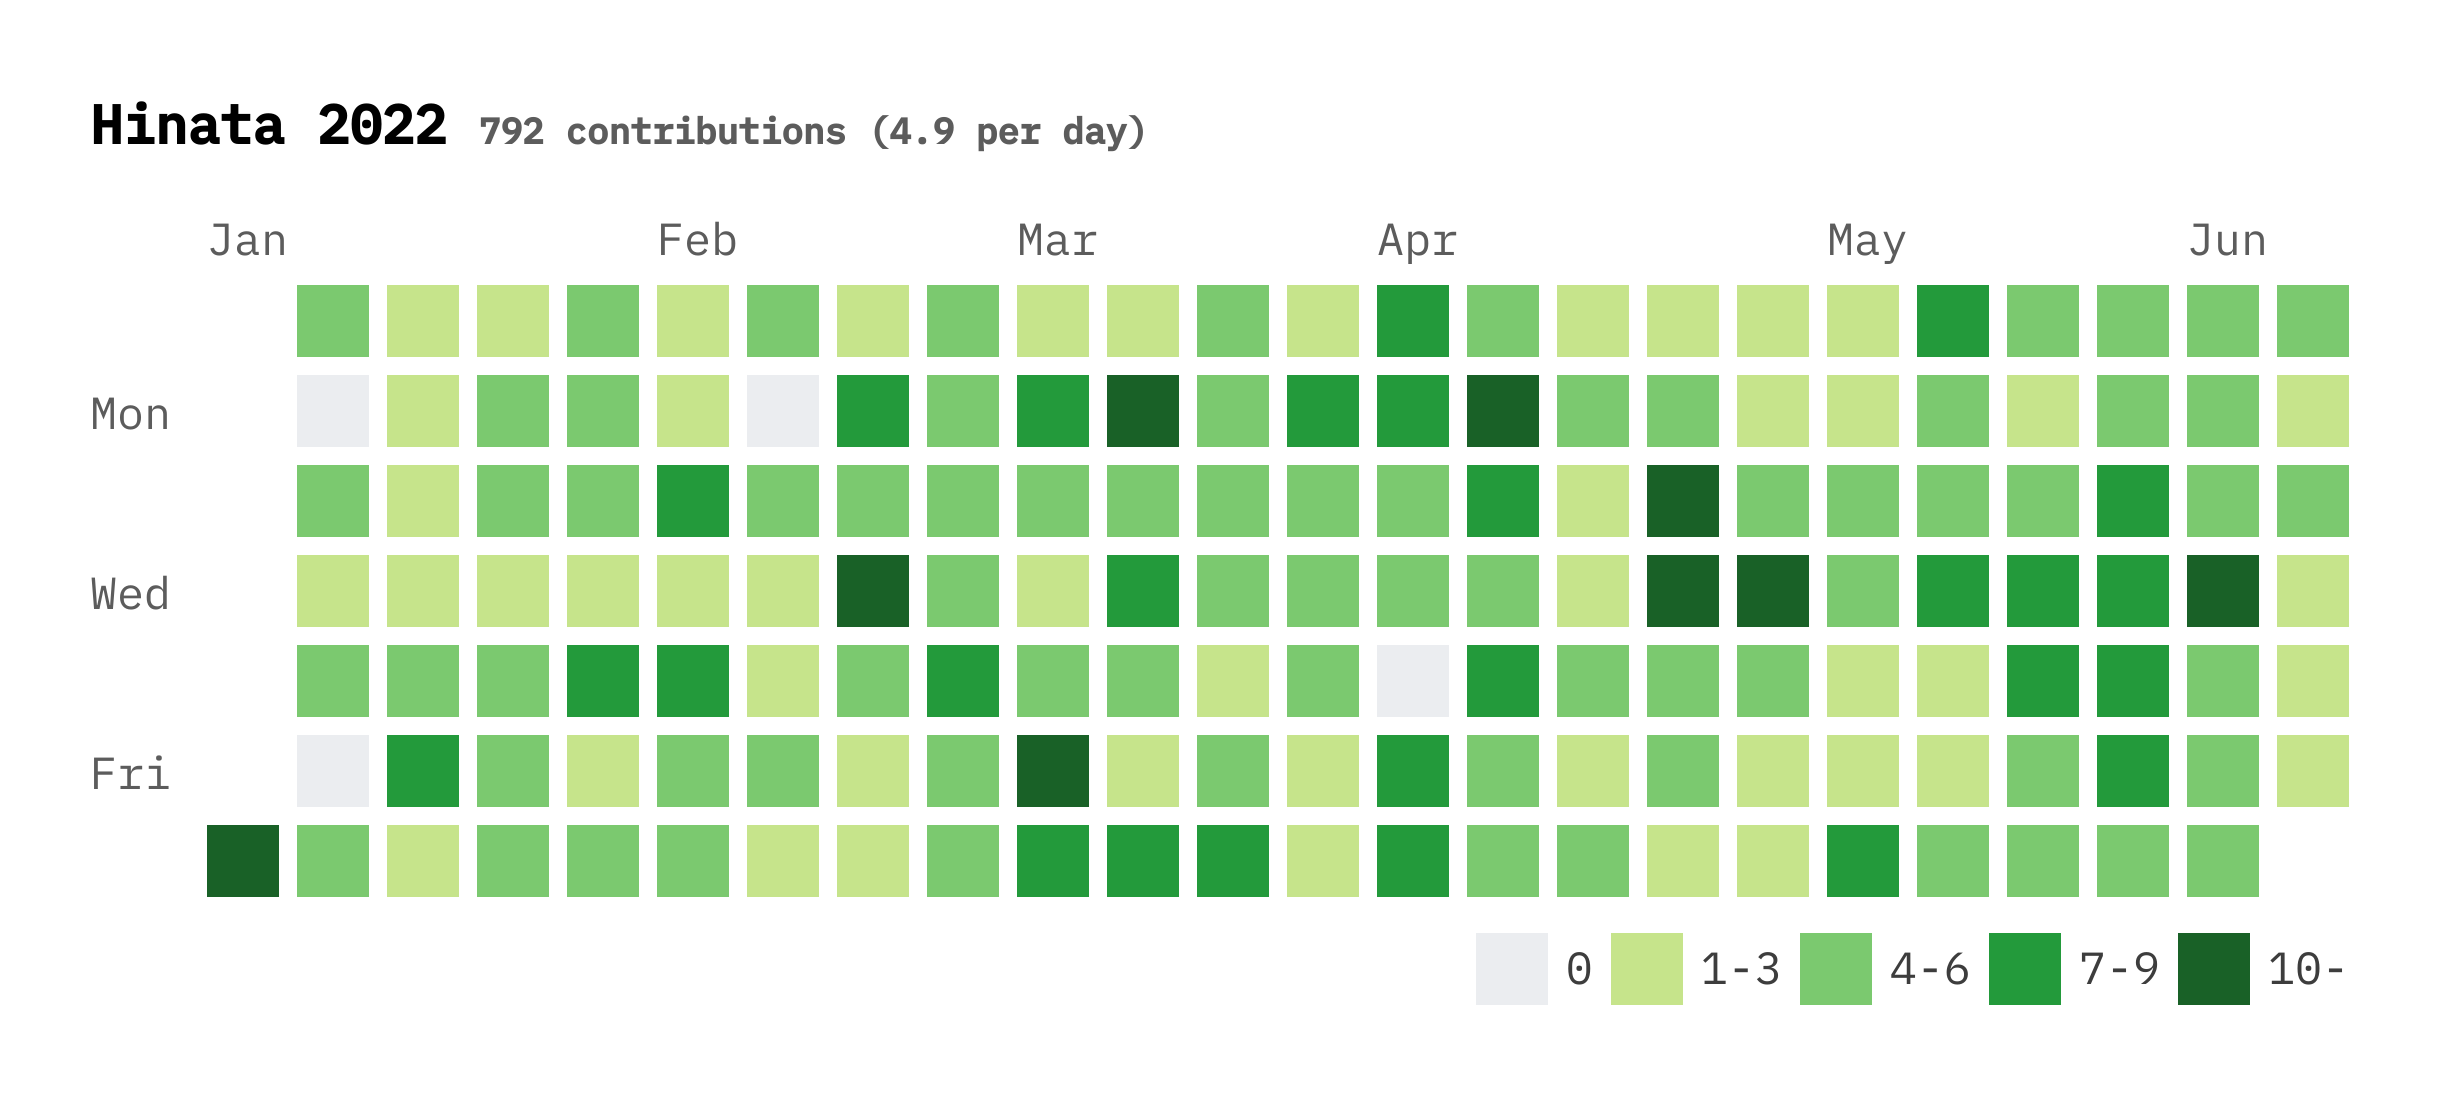 Hinata 2022 792 contributions (4.9 per day)
Jan Feb Mar Apr May Jun
Mon
Wed
Fri
0 1-3 4-6 7-9 10-